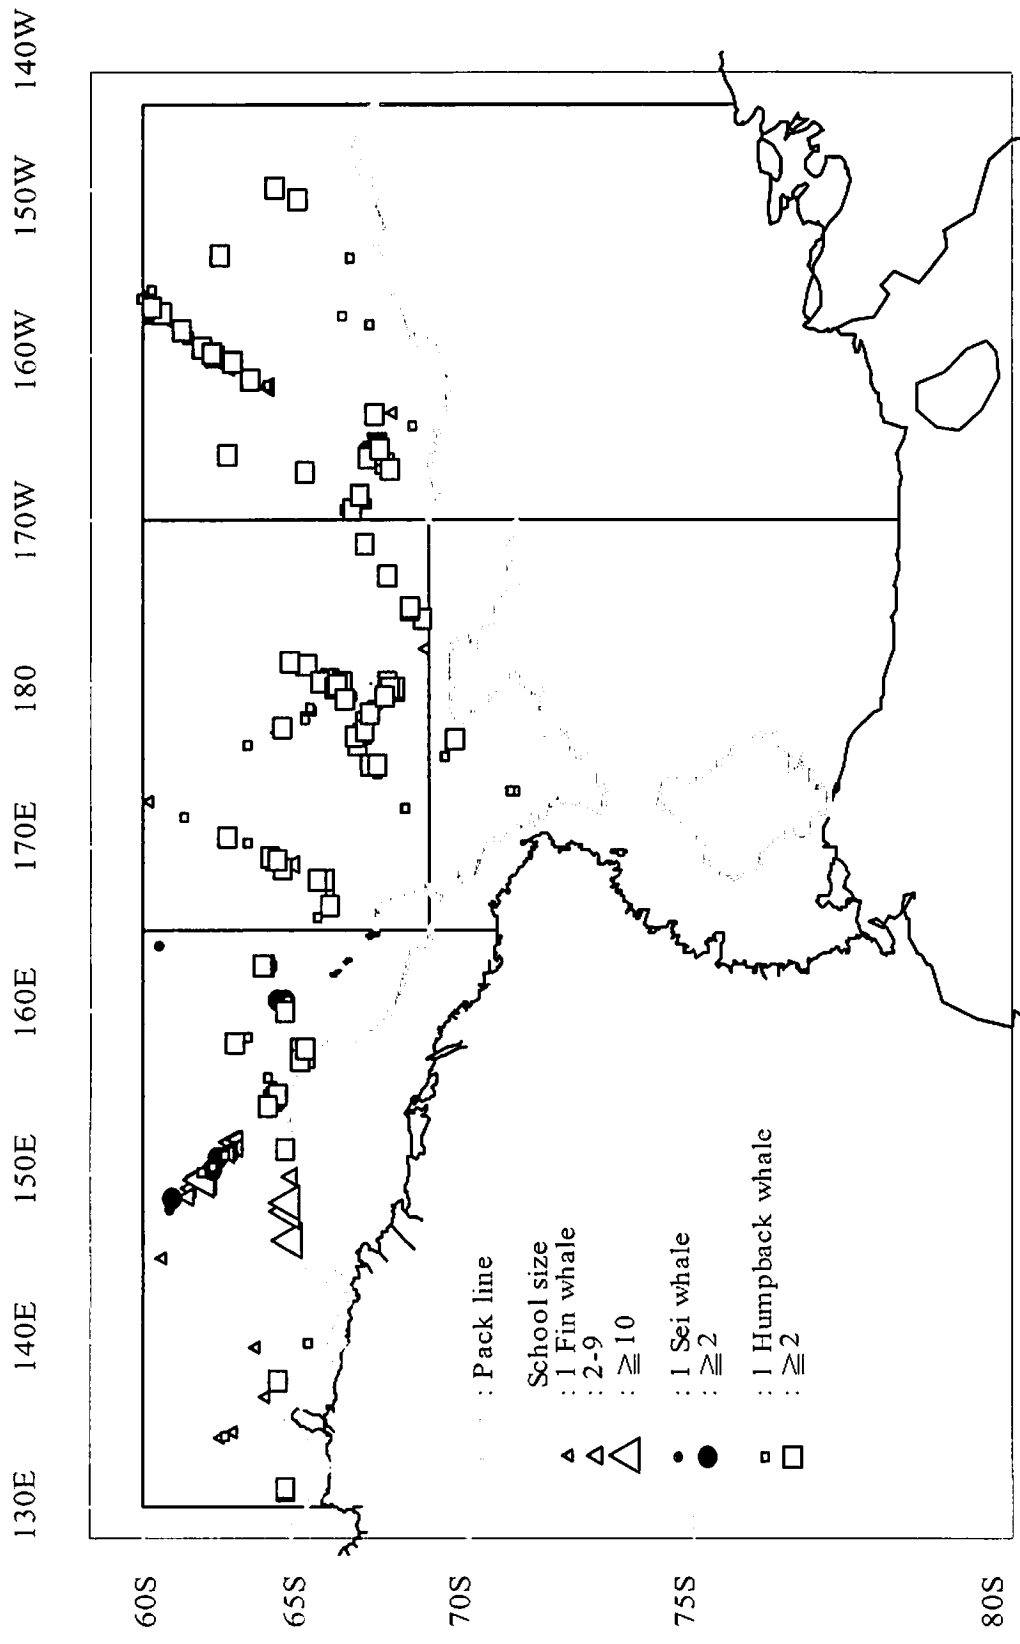 130E 140E 150E 160E 170E 180 170W 160W 150W 140W
60S
65S
70S
75S
80S
: Pack line
School size
: 1 Fin whale
: 2-9
: ≧10
: 1 Sei whale
: ≧2
: 1 Humpback whale
: ≧2